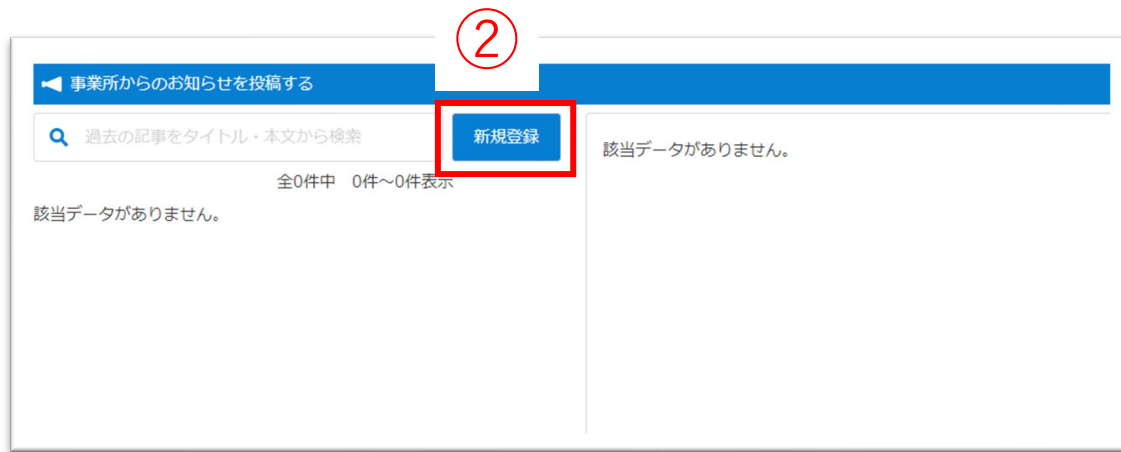 ②
事業所からのお知らせを投稿する
過去の記事をタイトル・本文から検索
新規登録
全0件中 0件～0件表示
該当データがありません。
該当データがありません。